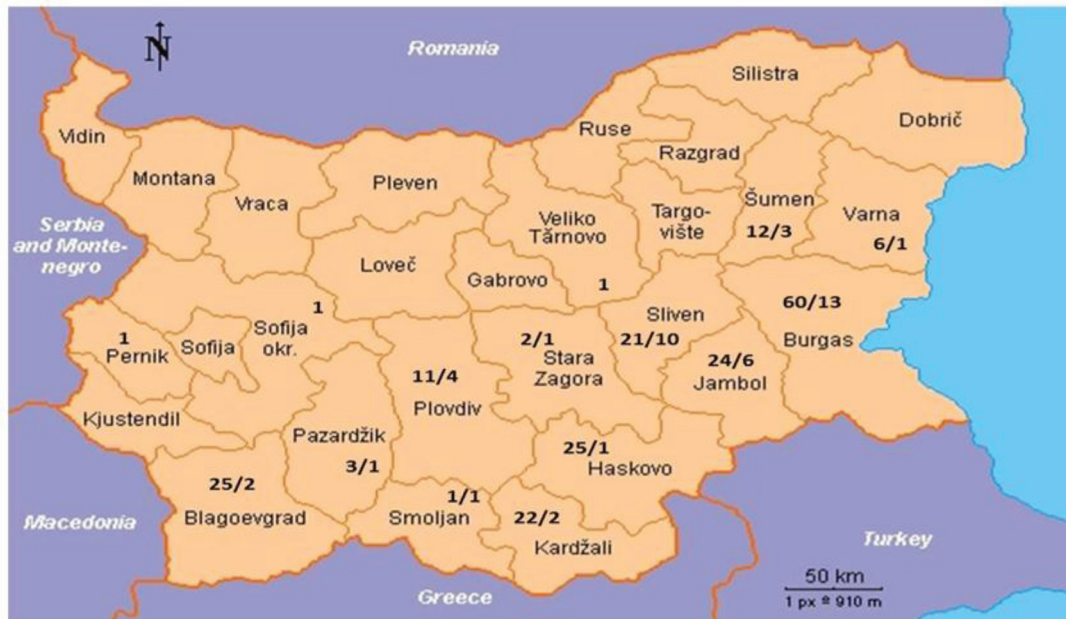 N
Romania
Silistra
Vidin
Ruse
Dobrič
Razgrad
Montana
Pleven
Vraca
Šumen
12/3
Varna
6/1
Targo-
vište
Veliko
Tărnovo
1
Serbia
and Monte-
negro
Loveč
Gabrovo
1
Sofija
okr.
Sliven
21/10
60/13
Burgas
1
Pernik
Sofija
2/1
Stara
Zagora
24/6
Jambol
11/4
Plovdiv
Kjustendil
Pazardžik
3/1
25/1
Haskovo
25/2
Blagoevgrad
1/1
Smoljan
22/2
Kardžali
Macedonia
Turkey
Greece
50 km
1 px ≙ 910 m